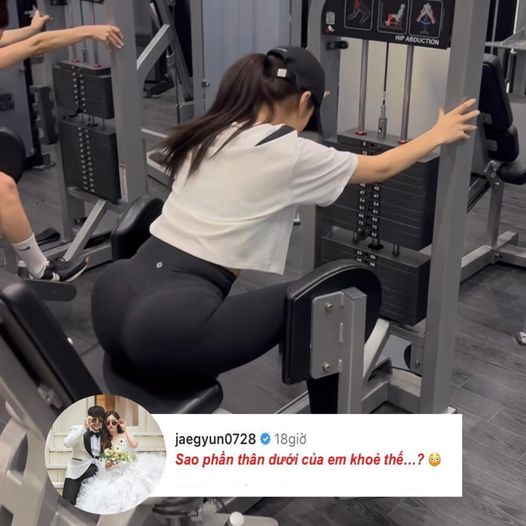 HIP ABDUCTION
jaegyun0728 18giờ
Sao phần thân dưới của em khoẻ thế...? 😳